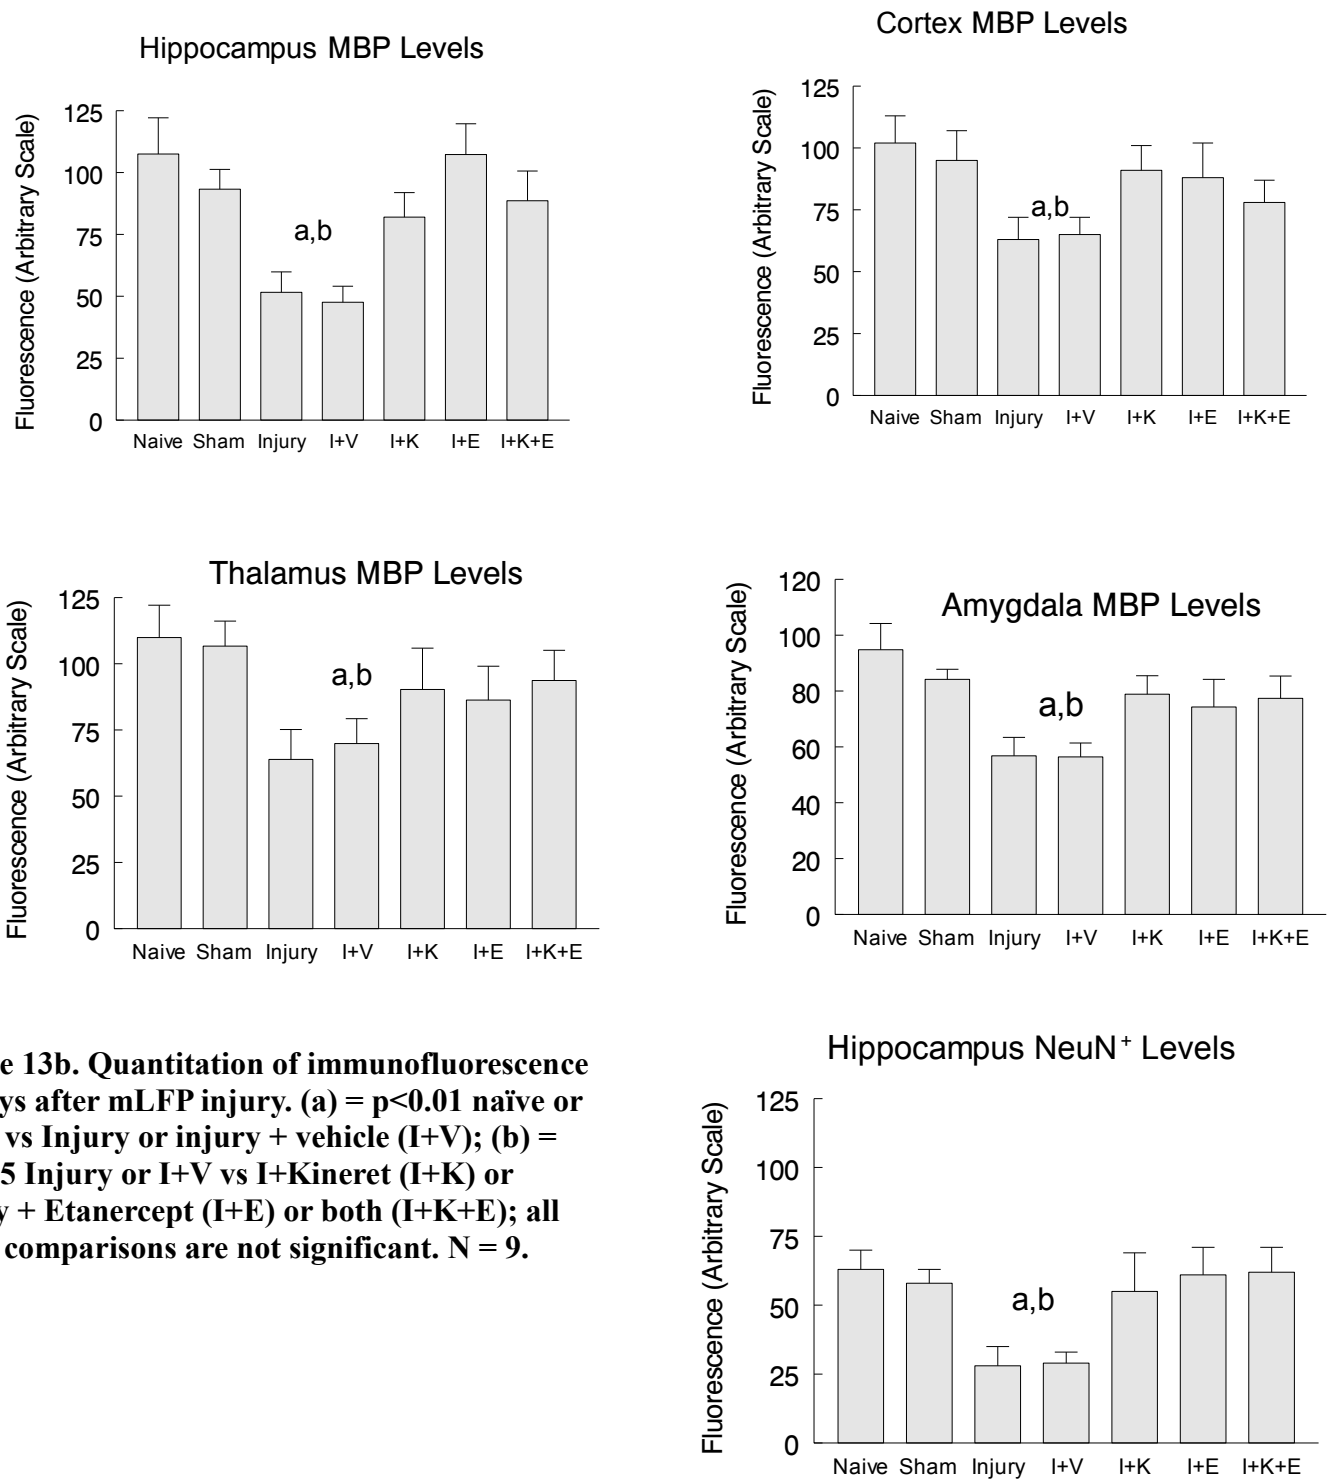 Hippocampus MBP Levels
Fluorescence (Arbitrary Scale)
125
100
75
50
25
0
a,b
Naive Sham Injury I+V I+K I+E I+K+E
Cortex MBP Levels
Fluorescence (Arbitrary Scale)
125
100
75
50
25
0
a,b
Naive Sham Injury I+V I+K I+E I+K+E
Thalamus MBP Levels
Fluorescence (Arbitrary Scale)
125
100
75
50
25
0
a,b
Naive Sham Injury I+V I+K I+E I+K+E
Amygdala MBP Levels
Fluorescence (Arbitrary Scale)
120
100
80
60
40
20
0
a,b
Naive Sham Injury I+V I+K I+E I+K+E
e 13b. Quantitation of immunofluorescence
ys after mLFP injury. (a) = p<0.01 naïve or
vs Injury or injury + vehicle (I+V); (b) =
5 Injury or I+V vs I+Kineret (I+K) or
y + Etanercept (I+E) or both (I+K+E); all
comparisons are not significant. N = 9.
Hippocampus NeuN+ Levels
Fluorescence (Arbitrary Scale)
125
100
75
50
25
0
a,b
Naive Sham Injury I+V I+K I+E I+K+E